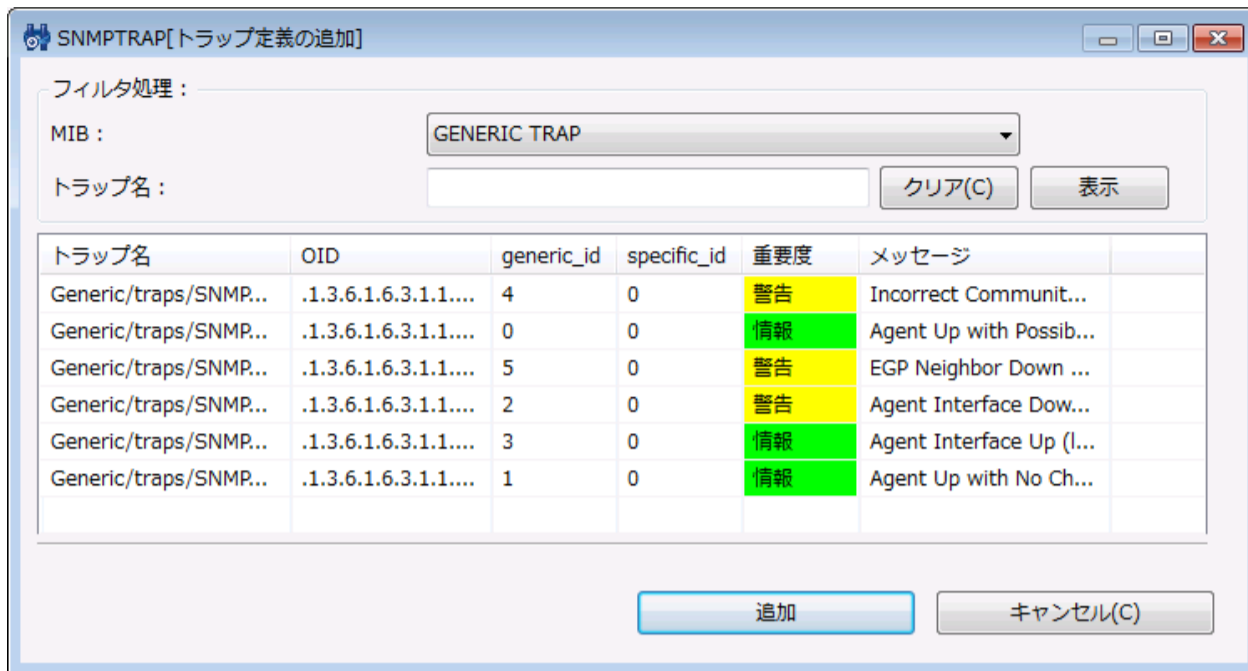 SNMPTRAP[トラップ定義の追加]
フィルタ処理：
MIB： GENERIC TRAP
トラップ名： クリア(C) 表示
トラップ名 OID generic_id specific_id 重要度 メッセージ
Generic/traps/SNMP... .1.3.6.1.6.3.1.1.... 4 0 警告 Incorrect Communit...
Generic/traps/SNMP... .1.3.6.1.6.3.1.1.... 0 0 情報 Agent Up with Possib...
Generic/traps/SNMP... .1.3.6.1.6.3.1.1.... 5 0 警告 EGP Neighbor Down ...
Generic/traps/SNMP... .1.3.6.1.6.3.1.1.... 2 0 警告 Agent Interface Dow...
Generic/traps/SNMP... .1.3.6.1.6.3.1.1.... 3 0 情報 Agent Interface Up (l...
Generic/traps/SNMP... .1.3.6.1.6.3.1.1.... 1 0 情報 Agent Up with No Ch...
追加 キャンセル(C)